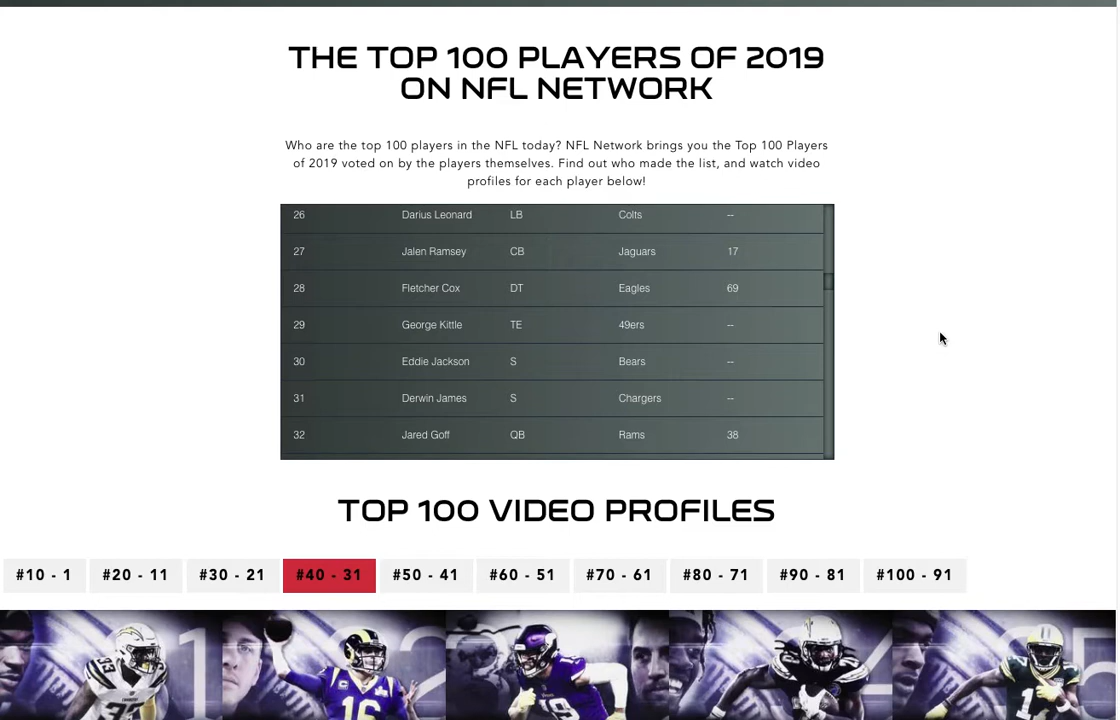 THE TOP 100 PLAYERS OF 2019
ON NFL NETWORK
Who are the top 100 players in the NFL today? NFL Network brings you the Top 100 Players
of 2019 voted on by the players themselves. Find out who made the list, and watch video
profiles for each player below!
26 Darius Leonard LB Colts --
27 Jalen Ramsey CB Jaguars 17
28 Fletcher Cox DT Eagles 69
29 George Kittle TE 49ers --
30 Eddie Jackson S Bears --
31 Derwin James S Chargers --
32 Jared Goff QB Rams 38
TOP 100 VIDEO PROFILES
#10 - 1 #20 - 11 #30 - 21 #40 - 31 #50 - 41 #60 - 51 #70 - 61 #80 - 71 #90 - 81 #100 - 91